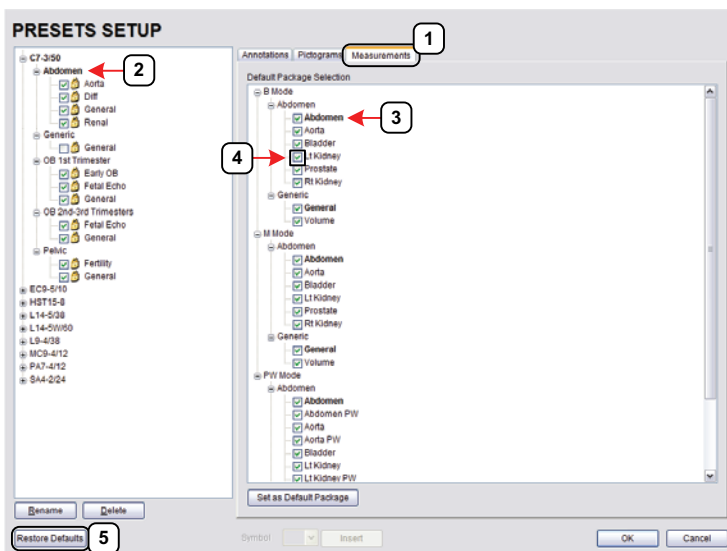 PRESETS SETUP
1
C7-3/50
Abdomen
2
Aorta
Diff
General
Renal
Generic
General
OB 1st Trimester
Early OB
Fetal Echo
General
OB 2nd-3rd Trimesters
Fetal Echo
General
Pelvic
Fertility
General
EC9-5/10
HST15-8
L14-5/38
L14-5W/60
L9-4/38
MC9-4/12
PA7-4/12
SA4-2/24
Rename
Delete
Restore Defaults
5
Annotations
Pictograms
Measurements
Default Package Selection
B Mode
Abdomen
Abdomen
3
Aorta
Bladder
4
Lt Kidney
Prostate
Rt Kidney
Generic
General
Volume
M Mode
Abdomen
Abdomen
Aorta
Bladder
Lt Kidney
Prostate
Rt Kidney
Generic
General
Volume
PW Mode
Abdomen
Abdomen
Abdomen PW
Aorta
Aorta PW
Bladder
Lt Kidney
Lt Kidney PW
Set as Default Package
Symbol
Insert
OK
Cancel